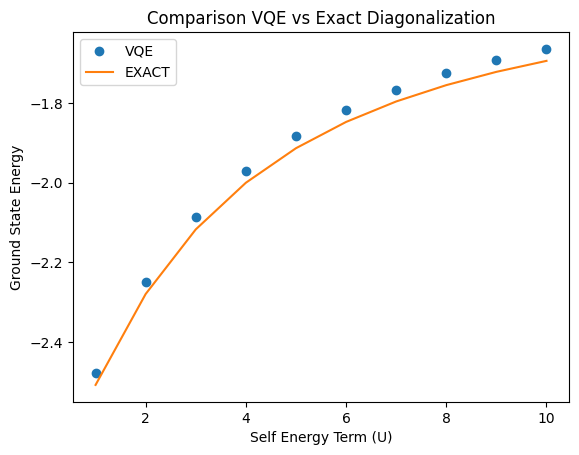 Comparison VQE vs Exact Diagonalization
VQE
EXACT
Ground State Energy
−1.8
−2.0
−2.2
−2.4
2 4 6 8 10
Self Energy Term (U)